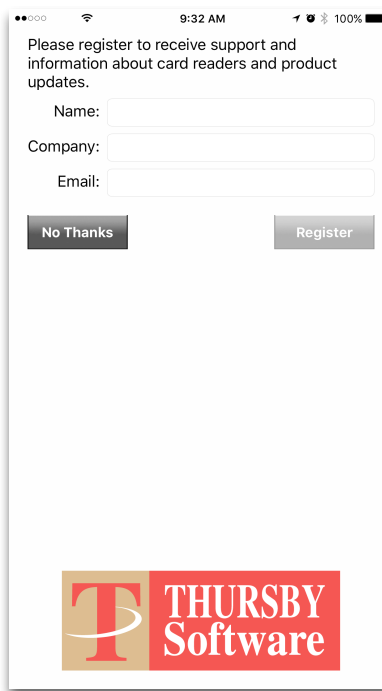 9:32 AM 100%
Please register to receive support and
information about card readers and product
updates.
Name:
Company:
Email:
No Thanks Register
T THURSBY
Software